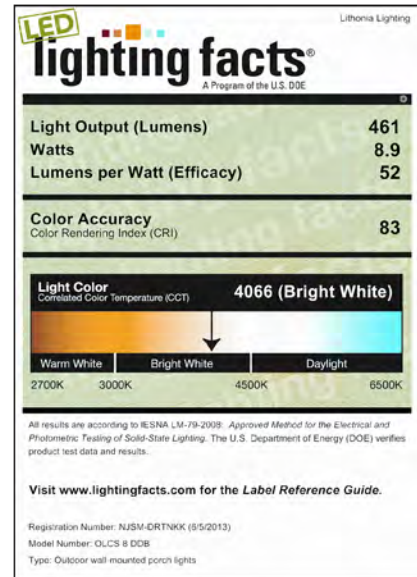 Lithonia Lighting
LED
lighting facts®
A Program of the U.S. DOE
Light Output (Lumens) 461
Watts 8.9
Lumens per Watt (Efficacy) 52
Color Accuracy
Color Rendering Index (CRI) 83
Light Color
Correlated Color Temperature (CCT) 4066 (Bright White)
Warm White Bright White Daylight
2700K 3000K 4500K 6500K
All results are according to IESNA LM-79-2008: Approved Method for the Electrical and
Photometric Testing of Solid-State Lighting. The U.S. Department of Energy (DOE) verifies
product test data and results.
Visit www.lightingfacts.com for the Label Reference Guide.
Registration Number: NJSM-DRTNKK (6/5/2013)
Model Number: OLCS 8 DDB
Type: Outdoor wall-mounted porch lights